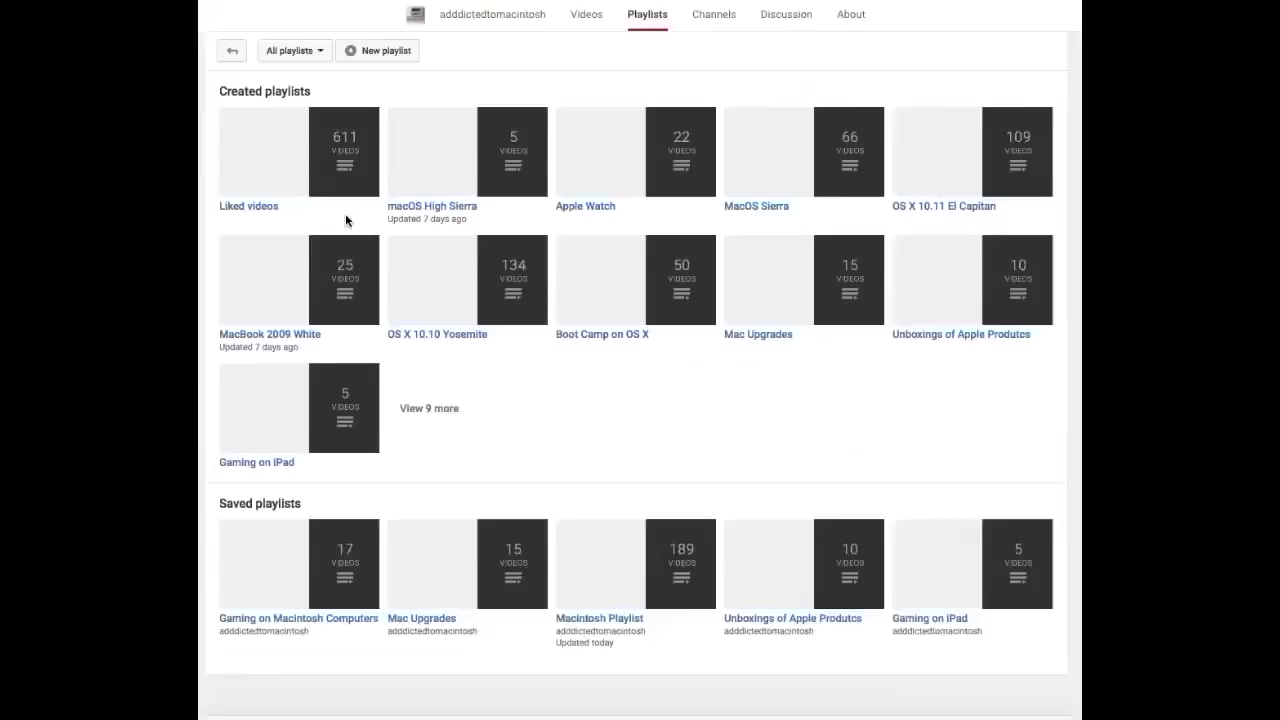 adddictedtomacintosh Videos Playlists Channels Discussion About
All playlists New playlist
Created playlists
611 5 22 66 109
VIDEOS VIDEOS VIDEOS VIDEOS VIDEOS
Liked videos macOS High Sierra Apple Watch MacOS Sierra OS X 10.11 El Capitan
Updated 7 days ago
25 134 50 15 10
VIDEOS VIDEOS VIDEOS VIDEOS VIDEOS
MacBook 2009 White OS X 10.10 Yosemite Boot Camp on OS X Mac Upgrades Unboxings of Apple Produtcs
Updated 7 days ago
5
VIDEOS
View 9 more
Gaming on iPad
Saved playlists
17 15 189 10 5
VIDEOS VIDEOS VIDEOS VIDEOS VIDEOS
Gaming on Macintosh Computers Mac Upgrades Macintosh Playlist Unboxings of Apple Produtcs Gaming on iPad
adddictedtomacintosh adddictedtomacintosh adddictedtomacintosh adddictedtomacintosh adddictedtomacintosh
Updated today